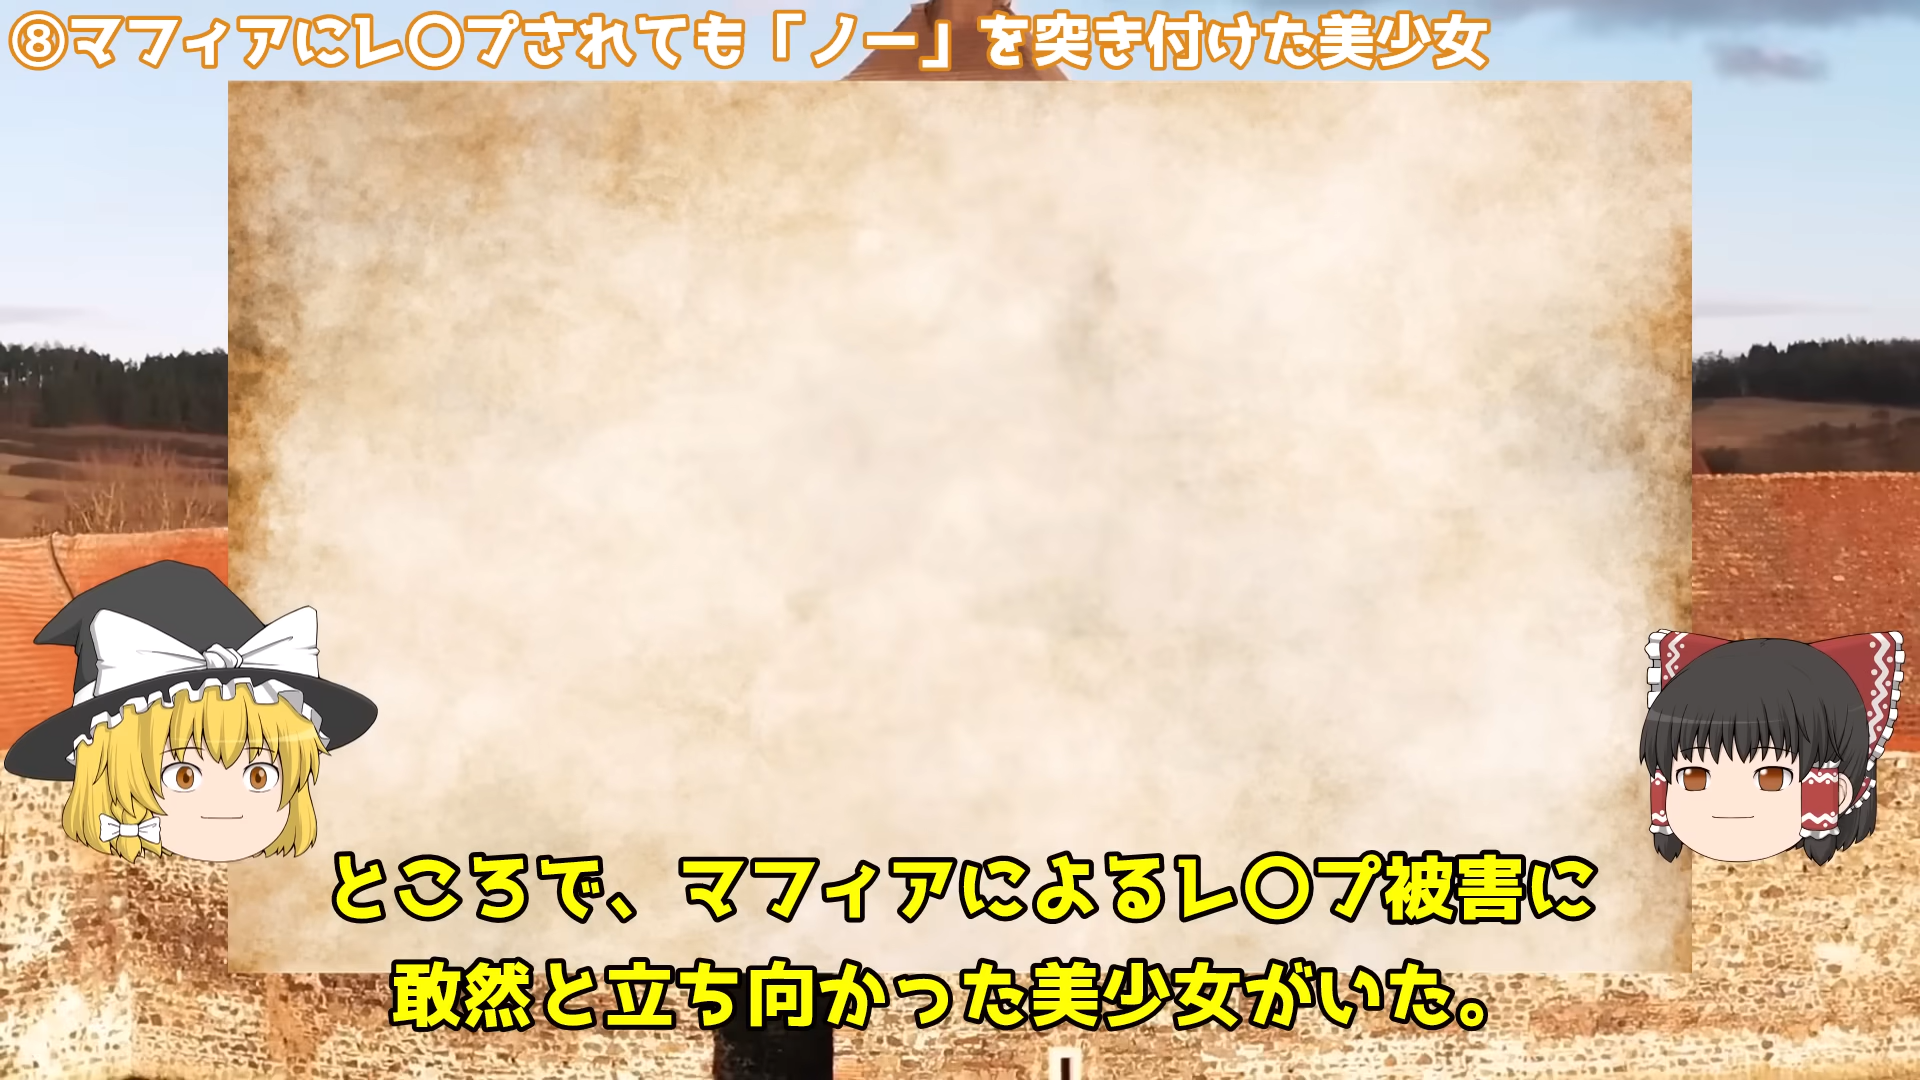 ⑧マフィアにレ〇プされても「ノー」を突き付けた美少女
ところで、マフィアによるレ〇プ被害に
敢然と立ち向かった美少女がいた。